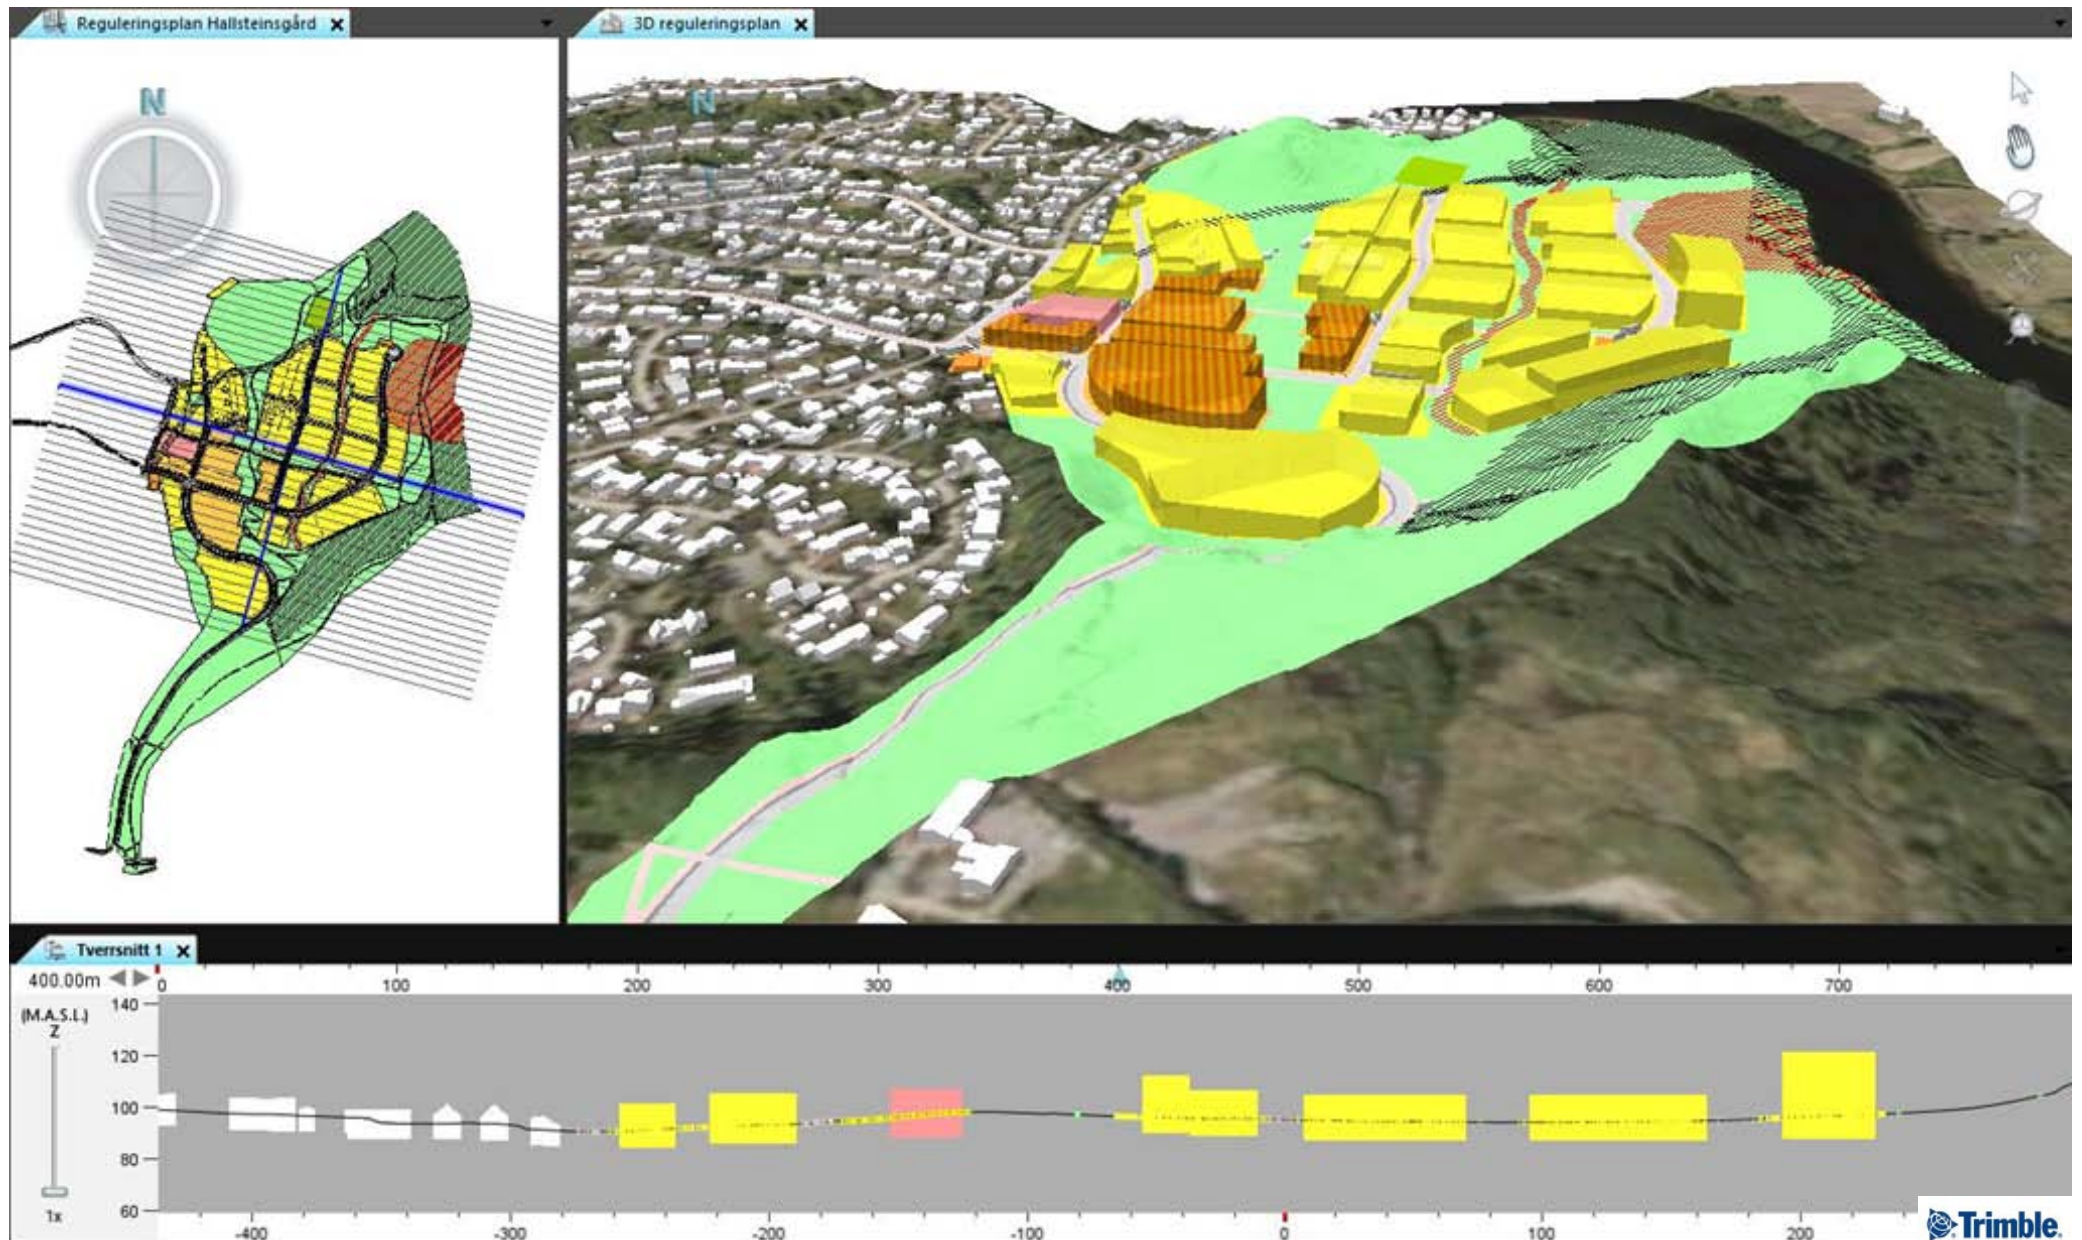 Reguleringsplan Hallsteinsgård
3D reguleringsplan
N
N
Tverrsnitt 1
400.00m
0 100 200 300 400 500 600 700
(M.A.S.L.)
Z
140
120
100
80
60
1x
-400 -300 -200 -100 0 100 200
Trimble.